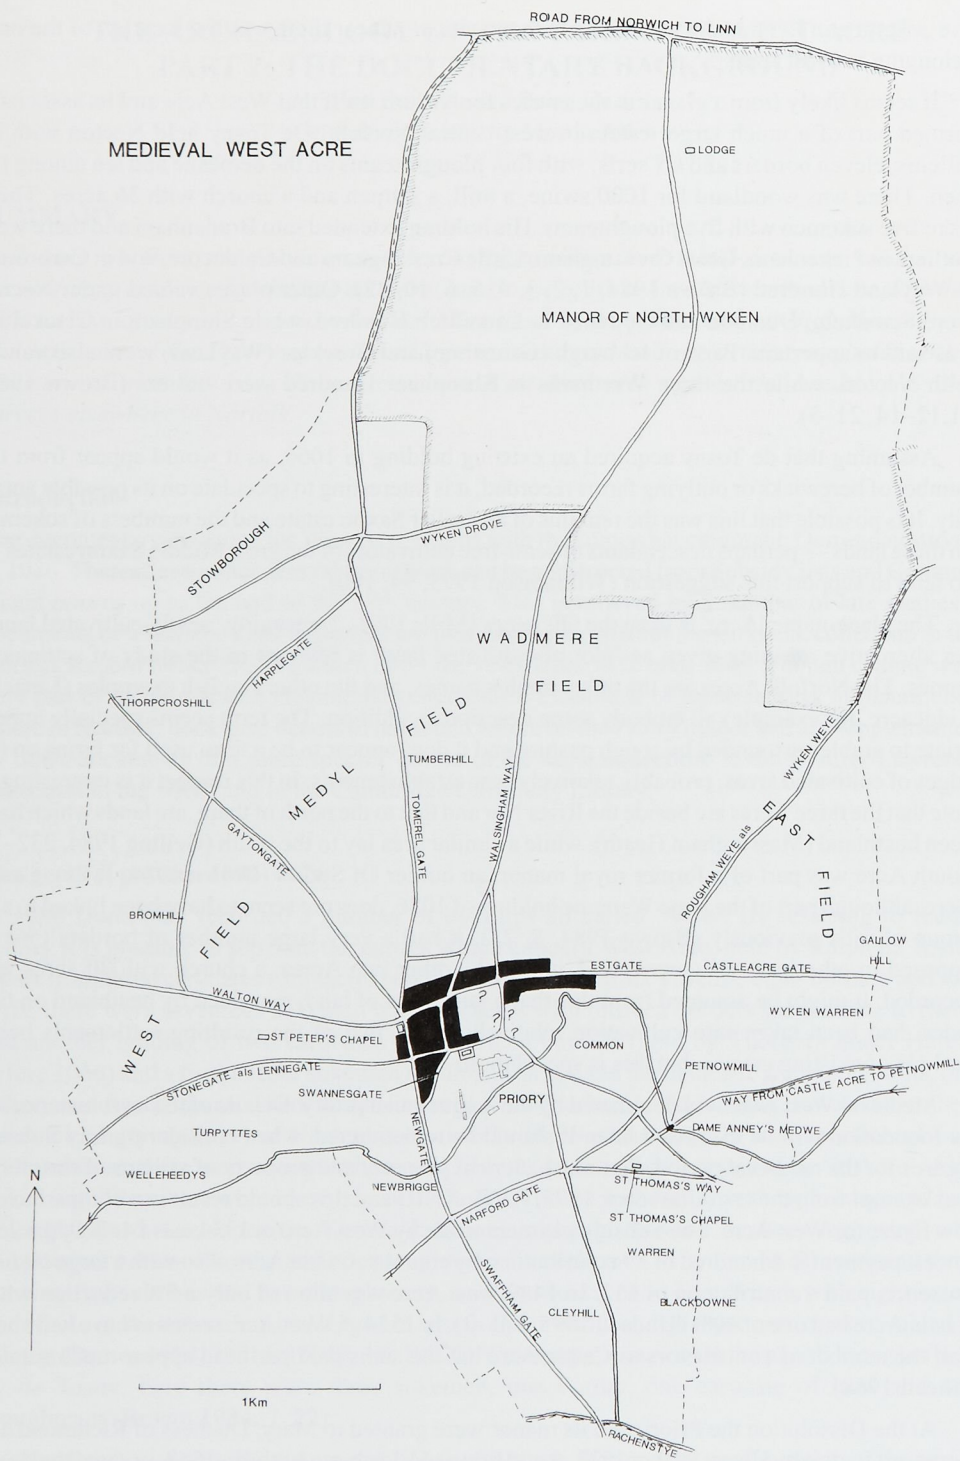 ROAD FROM NORWICH TO LINN
MEDIEVAL WEST ACRE
LODGE
MANOR OF NORTH WYKEN
STOWBOROUGH
WYKEN DROVE
WADMERE
FIELD
HARPLEGATE
THORPCROSHILL
MEDYL FIELD
TUMBERHILL
WYKEN WEYE
ROUGHAM WEYE als
EAST FIELD
TOMEREL GATE
WALSINGHAM WAY
GAYTONGATE
BROMHILL
WEST FIELD
GALLOW
HILL
ESTGATE
CASTLEACRE GATE
WALTON WAY
?
?
?
?
WYKEN WARREN
ST PETER'S CHAPEL
COMMON
STONEGATE als LENNEGATE
SWANNESGATE
PETNOWMILL
WAY FROM CASTLE ACRE TO PETNOWMILL
PRIORY
NEWGATE
DAME ANNEY'S MEDWE
TURPYTTES
WELLEHEEDYS
NEWBRIGGE
ST THOMAS'S WAY
NARFORD GATE
ST THOMAS'S CHAPEL
N
WARREN
SWAFFHAM GATE
CLEYHILL
BLACKDOWNE
1Km
RACHENSTYE